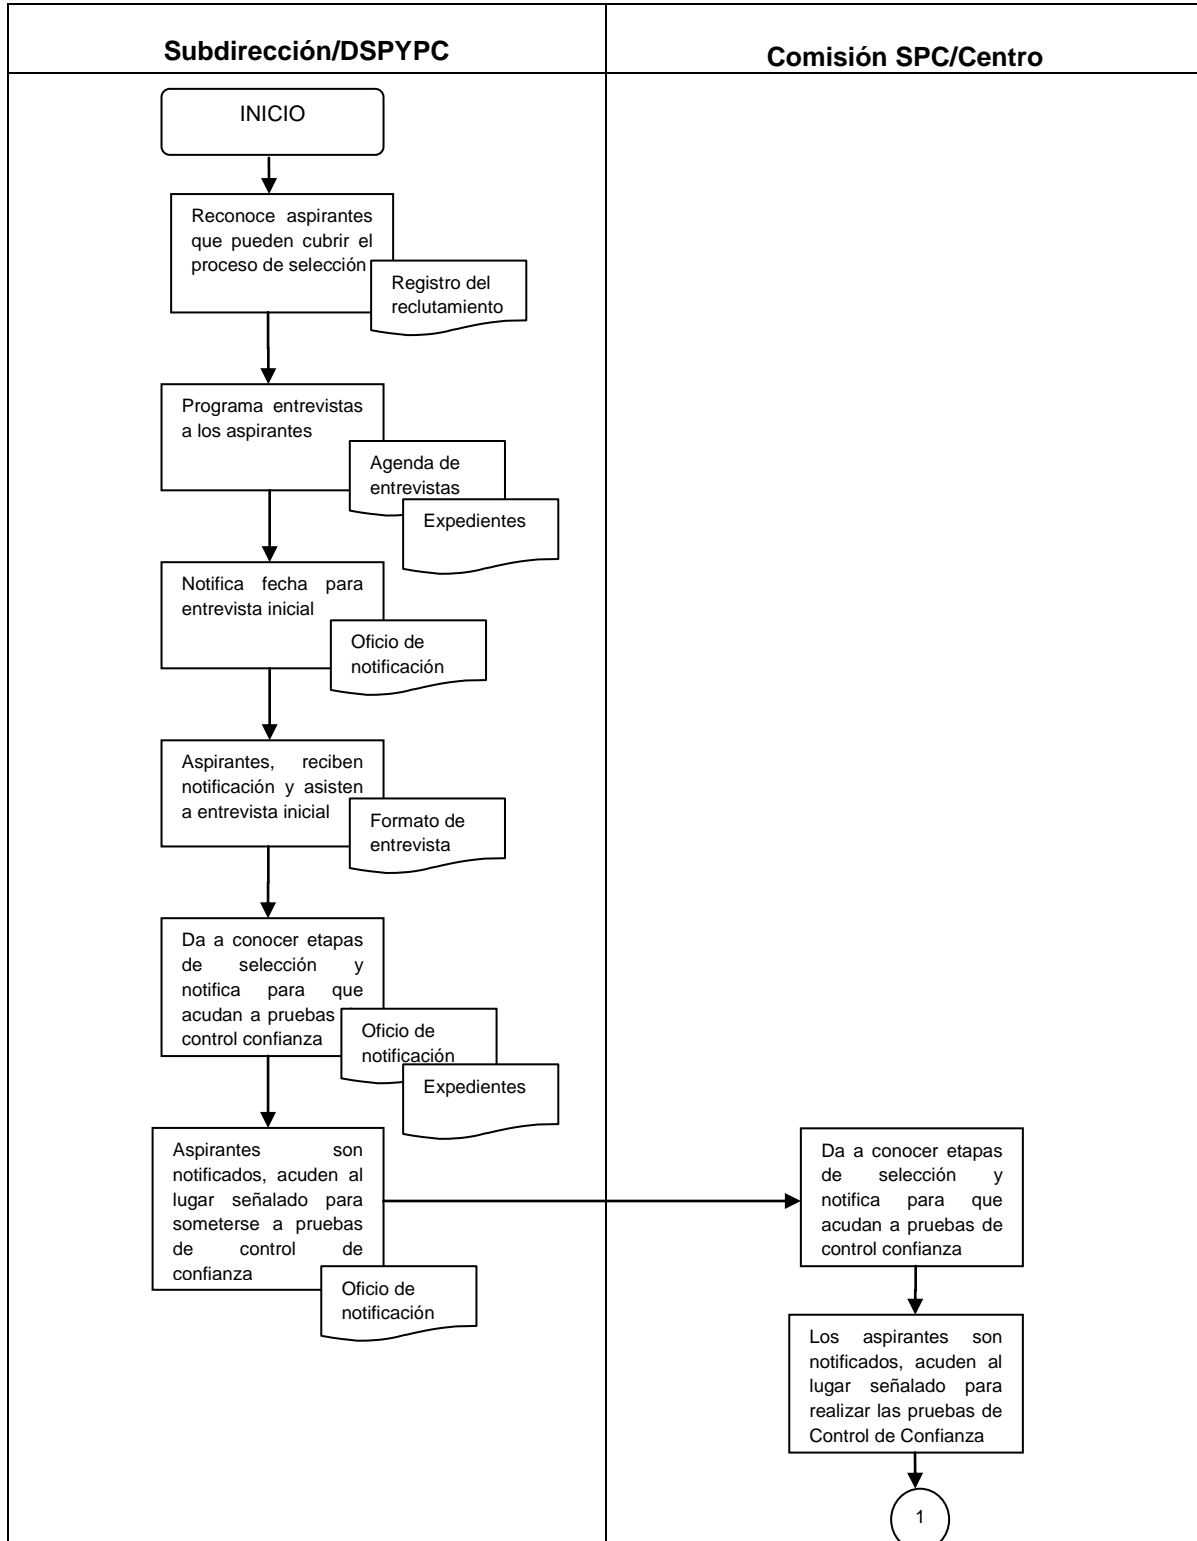 Subdirección/DSPYPC
Comisión SPC/Centro
INICIO
Reconoce aspirantes
que pueden cubrir el
proceso de selección
Registro del
reclutamiento
Programa entrevistas
a los aspirantes
Agenda de
entrevistas
Expedientes
Notifica fecha para
entrevista inicial
Oficio de
notificación
Aspirantes, reciben
notificación y asisten
a entrevista inicial
Formato de
entrevista
Da a conocer etapas
de selección y
notifica para que
acudan a pruebas
control confianza
Oficio de
notificación
Expedientes
Aspirantes son
notificados, acuden al
lugar señalado para
someterse a pruebas
de control de
confianza
Oficio de
notificación
Da a conocer etapas
de selección y
notifica para que
acudan a pruebas de
control confianza
Los aspirantes son
notificados, acuden al
lugar señalado para
realizar las pruebas de
Control de Confianza
1